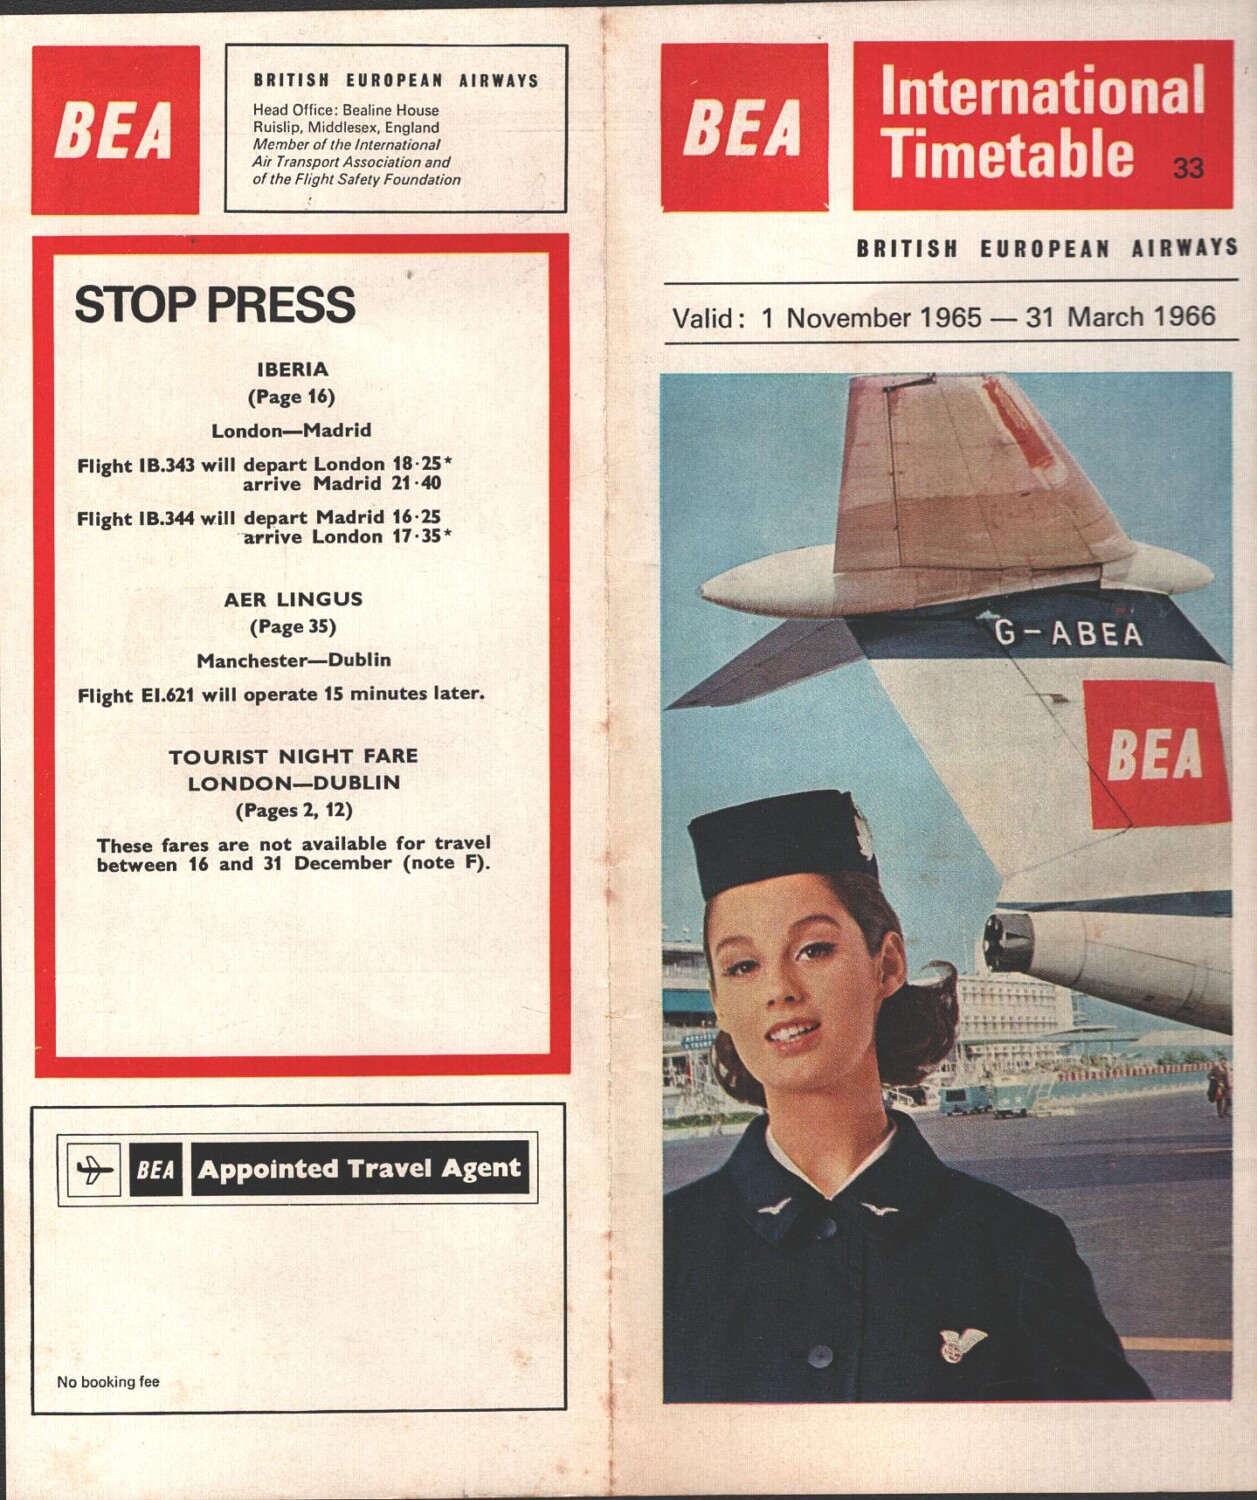 BEA
BRITISH EUROPEAN AIRWAYS
Head Office: Bealine House
Ruislip, Middlesex, England
Member of the International
Air Transport Association and
of the Flight Safety Foundation
STOP PRESS
IBERIA
(Page 16)
London—Madrid
Flight IB.343 will depart London 18·25*
arrive Madrid 21·40
Flight IB.344 will depart Madrid 16·25
arrive London 17·35*
AER LINGUS
(Page 35)
Manchester—Dublin
Flight EI.621 will operate 15 minutes later.
TOURIST NIGHT FARE
LONDON—DUBLIN
(Pages 2, 12)
These fares are not available for travel
between 16 and 31 December (note F).
BEA Appointed Travel Agent
No booking fee
BEA
International
Timetable 33
BRITISH EUROPEAN AIRWAYS
Valid: 1 November 1965 — 31 March 1966
G-ABEA
BEA